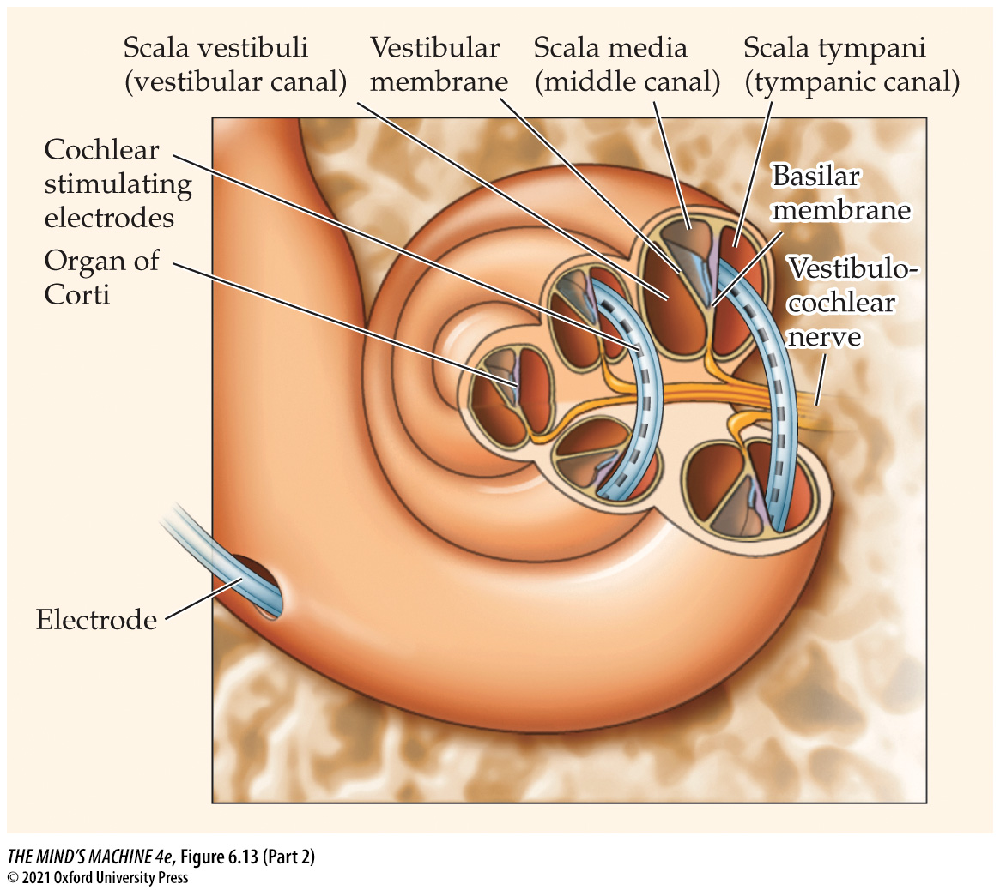 Scala vestibuli
(vestibular canal)
Vestibular
membrane
Scala media
(middle canal)
Scala tympani
(tympanic canal)
Cochlear
stimulating
electrodes
Organ of
Corti
Basilar
membrane
Vestibulo-
cochlear
nerve
Electrode
THE MIND'S MACHINE 4e, Figure 6.13 (Part 2)
© 2021 Oxford University Press